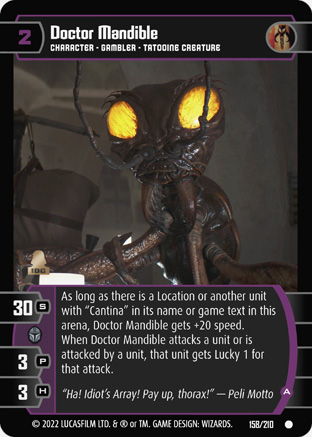 2
Doctor Mandible
CHARACTER - GAMBLER - TATOOINE CREATURE
30 S
As long as there is a Location or another unit
with “Cantina” in its name or game text in this
arena, Doctor Mandible gets +20 speed.
When Doctor Mandible attacks a unit or is
attacked by a unit, that unit gets Lucky 1 for
that attack.
3 P
3 H
“Ha! Idiot's Array! Pay up, thorax!” — Peli Motto
A
© 2022 LUCASFILM LTD. & ® or TM. GAME DESIGN: WIZARDS.
158/210